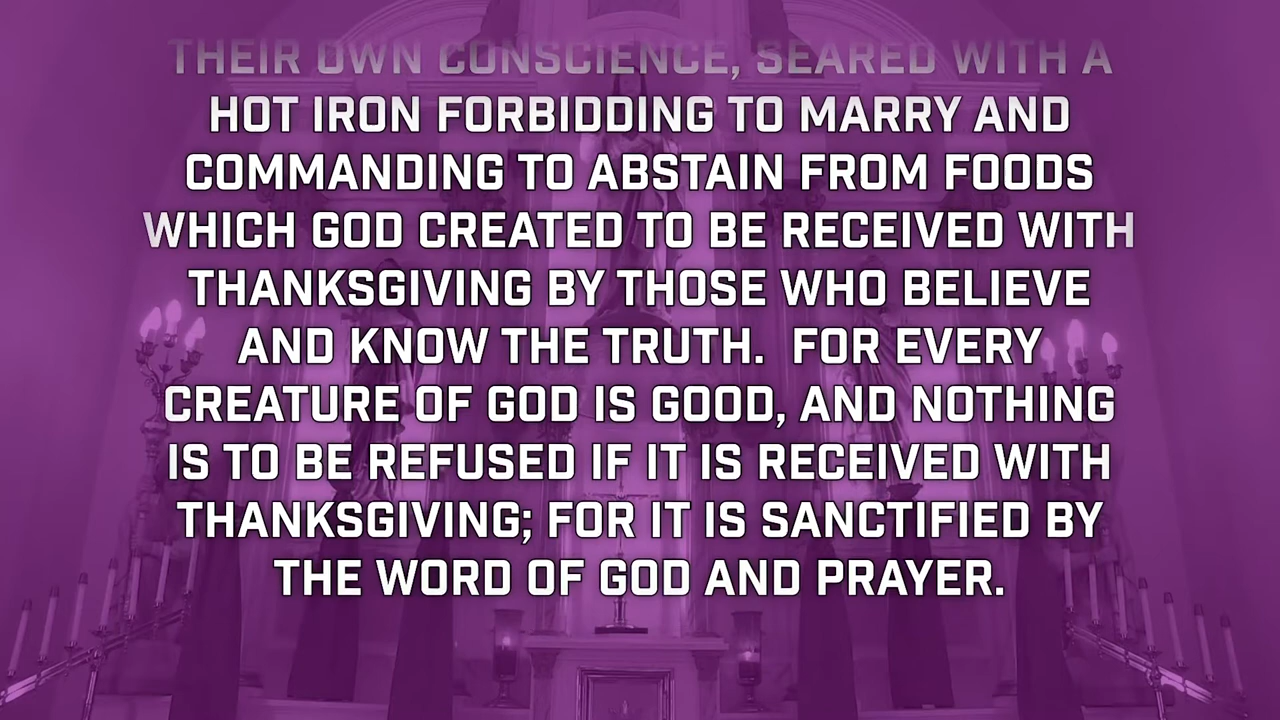 THEIR OWN CONSCIENCE, SEARED WITH A
HOT IRON FORBIDDING TO MARRY AND
COMMANDING TO ABSTAIN FROM FOODS
WHICH GOD CREATED TO BE RECEIVED WITH
THANKSGIVING BY THOSE WHO BELIEVE
AND KNOW THE TRUTH.  FOR EVERY
CREATURE OF GOD IS GOOD, AND NOTHING
IS TO BE REFUSED IF IT IS RECEIVED WITH
THANKSGIVING; FOR IT IS SANCTIFIED BY
THE WORD OF GOD AND PRAYER.